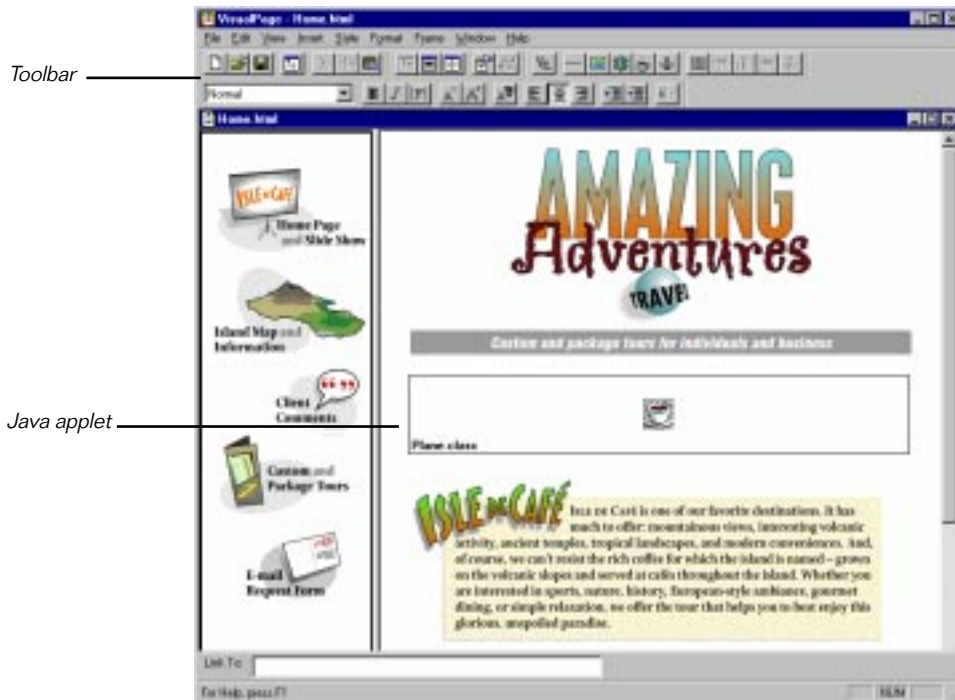 VisualPage - Home.html
File Edit View Insert Style Format Frame Window Help
Toolbar
Normal
B I
Home.html
ISLE DE CAFÉ
Home Page
and Slide Show
Island Map and
Information
Client
Comments
Custom and
Package Tours
E-mail
Request Form
AMAZING
Adventures
TRAVEL
Custom and package tours for individuals and business
Java applet
Plane.class
ISLE DE CAFÉ
ISLE DE CAFÉ is one of our favorite destinations. It has
much to offer: mountainous views, interesting volcanic
activity, ancient temples, tropical landscapes, and modern conveniences. And,
of course, we can't resist the rich coffee for which the island is named – grown
on the volcanic slopes and served at cafés throughout the island. Whether you
are interested in sports, nature, history, European-style ambiance, gourmet
dining, or simple relaxation, we offer the tour that helps you to best enjoy this
glorious, unspoiled paradise.
Link To:
For Help, press F1